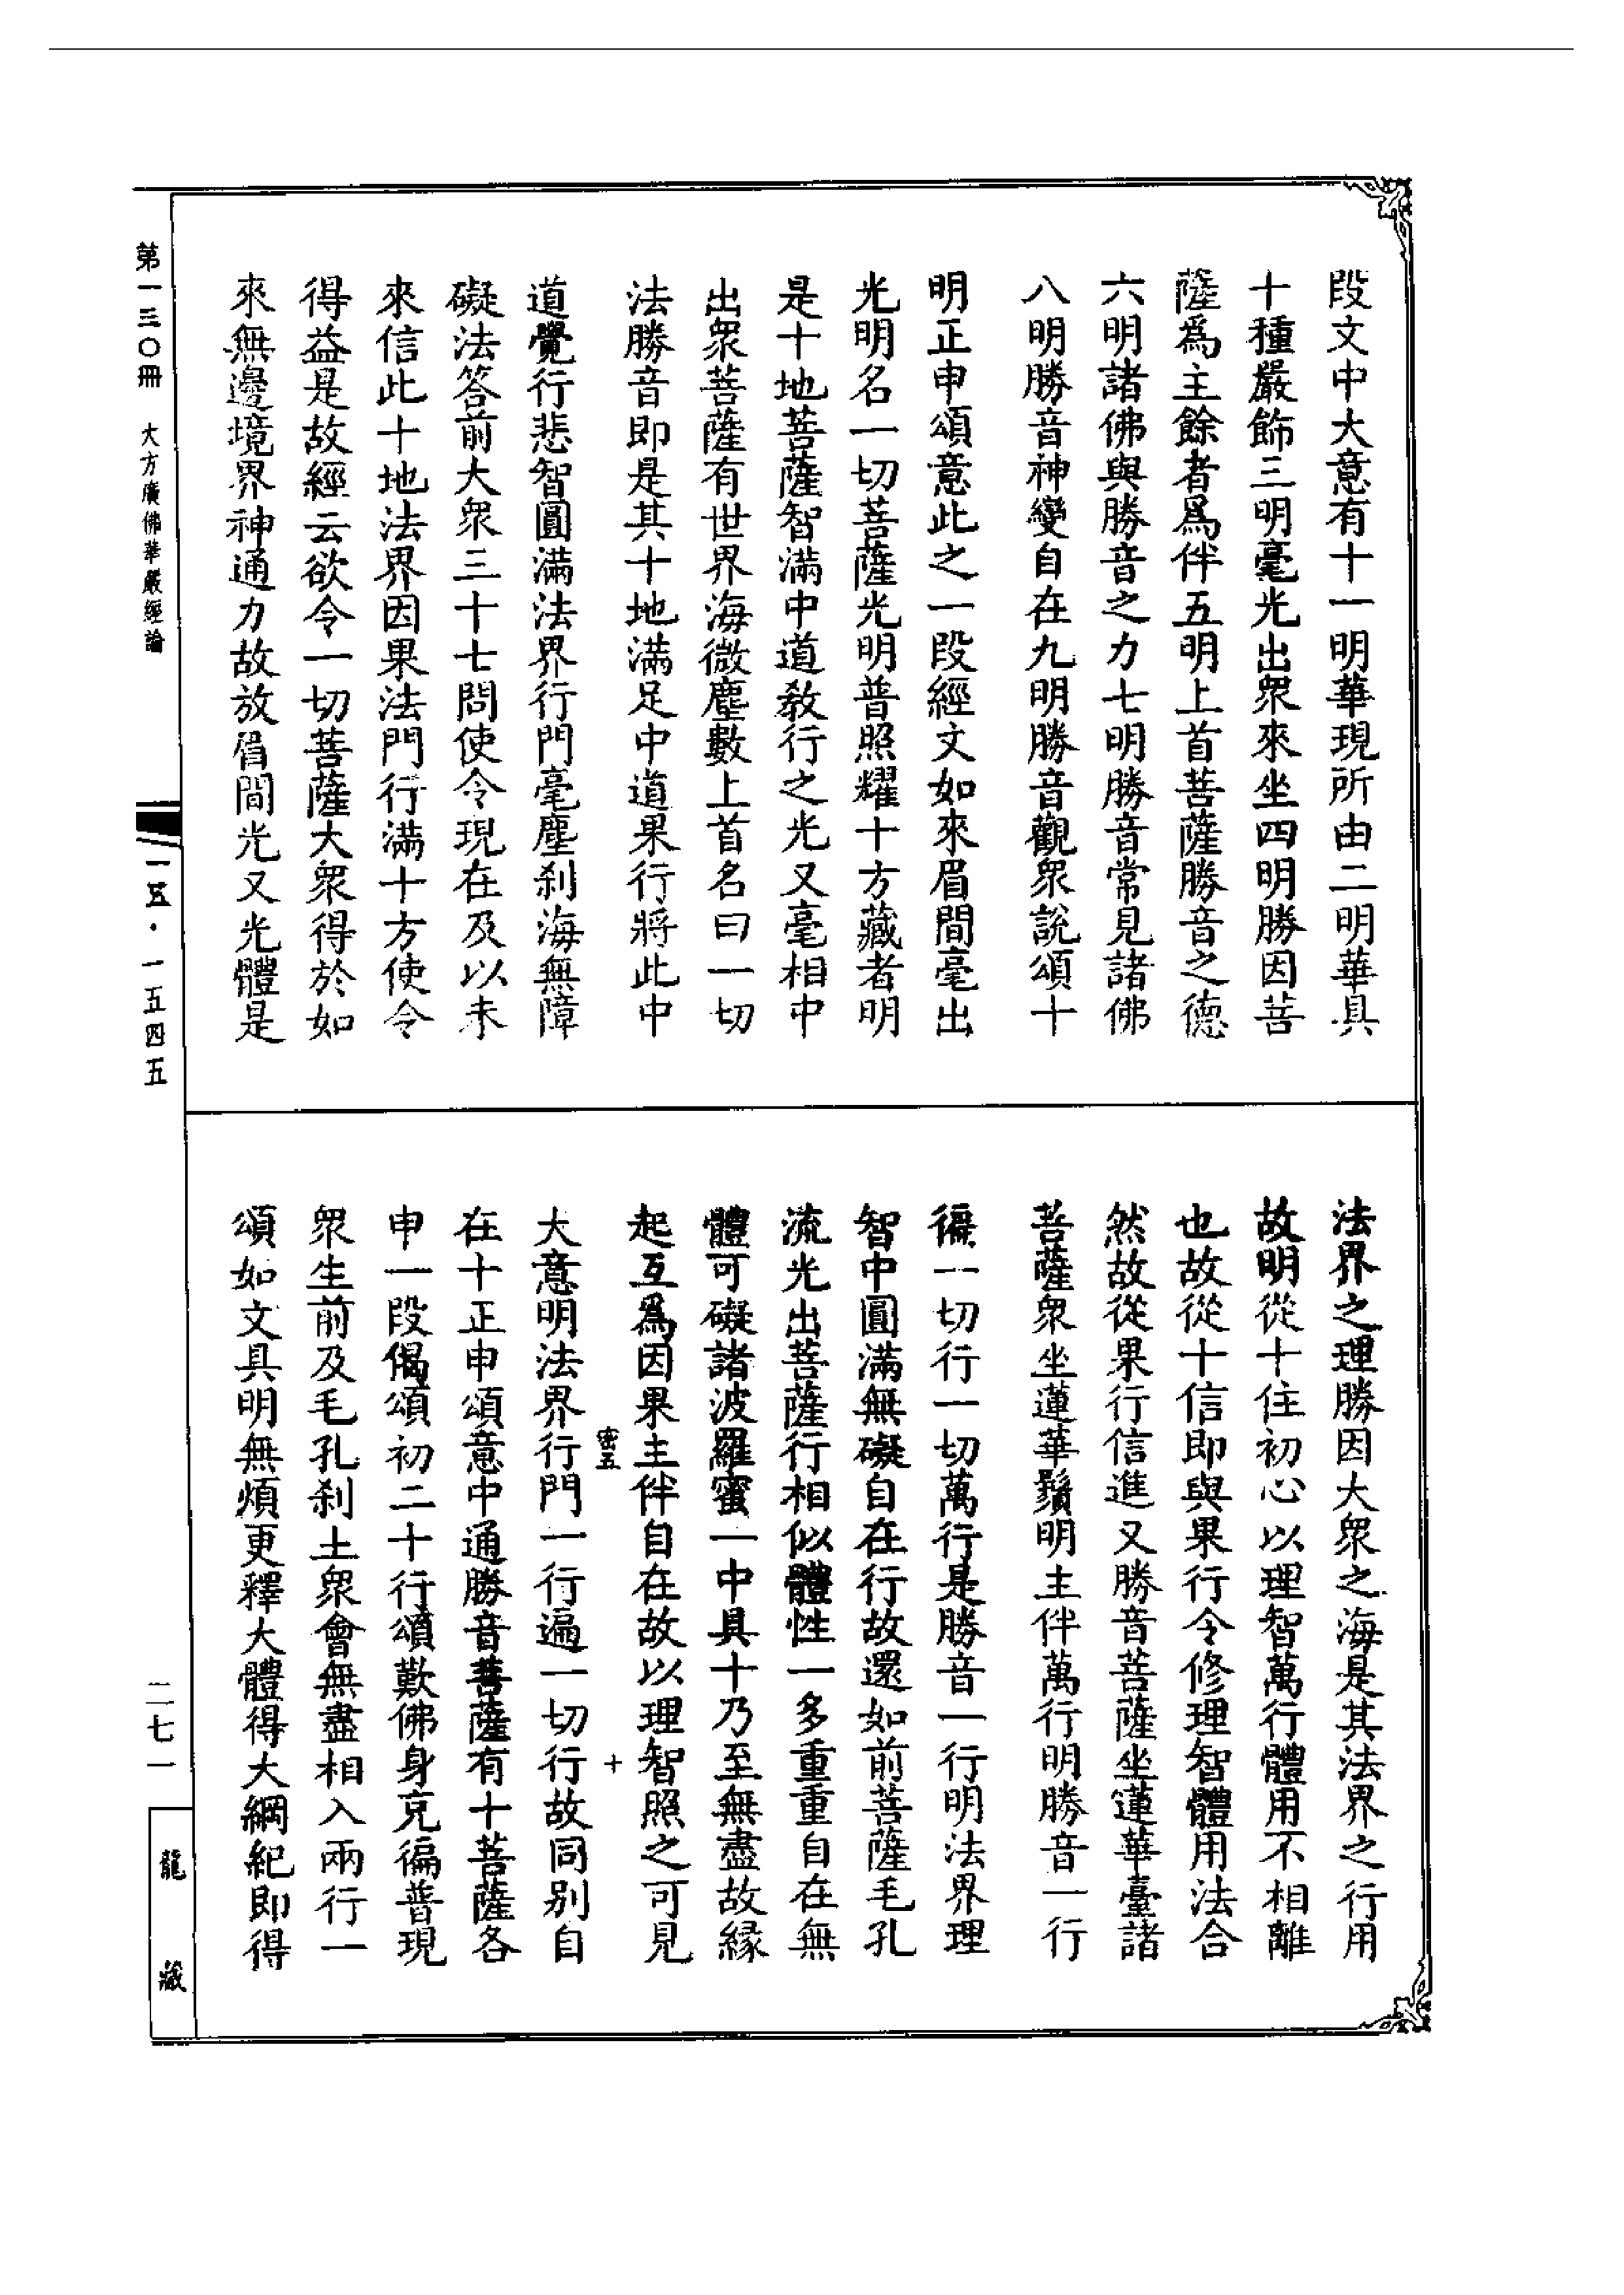 段文中大意有十一明華現所由二明華具
十種嚴飾三明毫光出眾來坐四明勝因菩
薩為主餘者為伴五明上首菩薩勝音之德
六明諸佛與勝音之力七明勝音常見諸佛
八明勝音神變自在九明勝音觀眾說頌十
明正申頌意此之一段經文如來眉間毫出
光明名一切菩薩光明普照耀十方藏者明
是十地菩薩智滿中道教行之光又毫相中
出眾菩薩有世界海微塵數上首名曰一切
法勝音即是其十地滿足中道果行將此中
道覺行悲智圓滿法界行門毫塵刹海無障
礙法答前大眾三十七問使令現在及以未
來信此十地法界因果法門行滿十方使令
得益是故經云欲令一切菩薩大眾得於如
來無邊境界神通力故放眉間光又光體是
法界之理勝因大眾之海是其法界之行用
故明從十住初心以理智萬行體用不相離
也故從十信即與果行令修理智體用法合
然故從果行信進又勝音菩薩坐蓮華臺諸
菩薩眾坐蓮華鬚明主伴萬行明勝音一行
徧一切行一切萬行是勝音一行明法界理
智中圓滿無礙自在行故還如前菩薩毛孔
流光出菩薩行相似體性一多重重自在無
體可礙諸波羅蜜一中具十乃至無盡故緣
起互為因果主伴自在故以理智照之可見
密五 十
大意明法界行門一行遍一切行故同別自
在十正申頌意中通勝音菩薩有十菩薩各
申一段偈頌初二十行頌歎佛身充徧普現
眾生前及毛孔刹土眾會無盡相入兩行一
頌如文具明無煩更釋大體得大綱紀即得
第一三〇冊 大方廣佛華嚴經論
一五·一五四五
二七一
龍藏